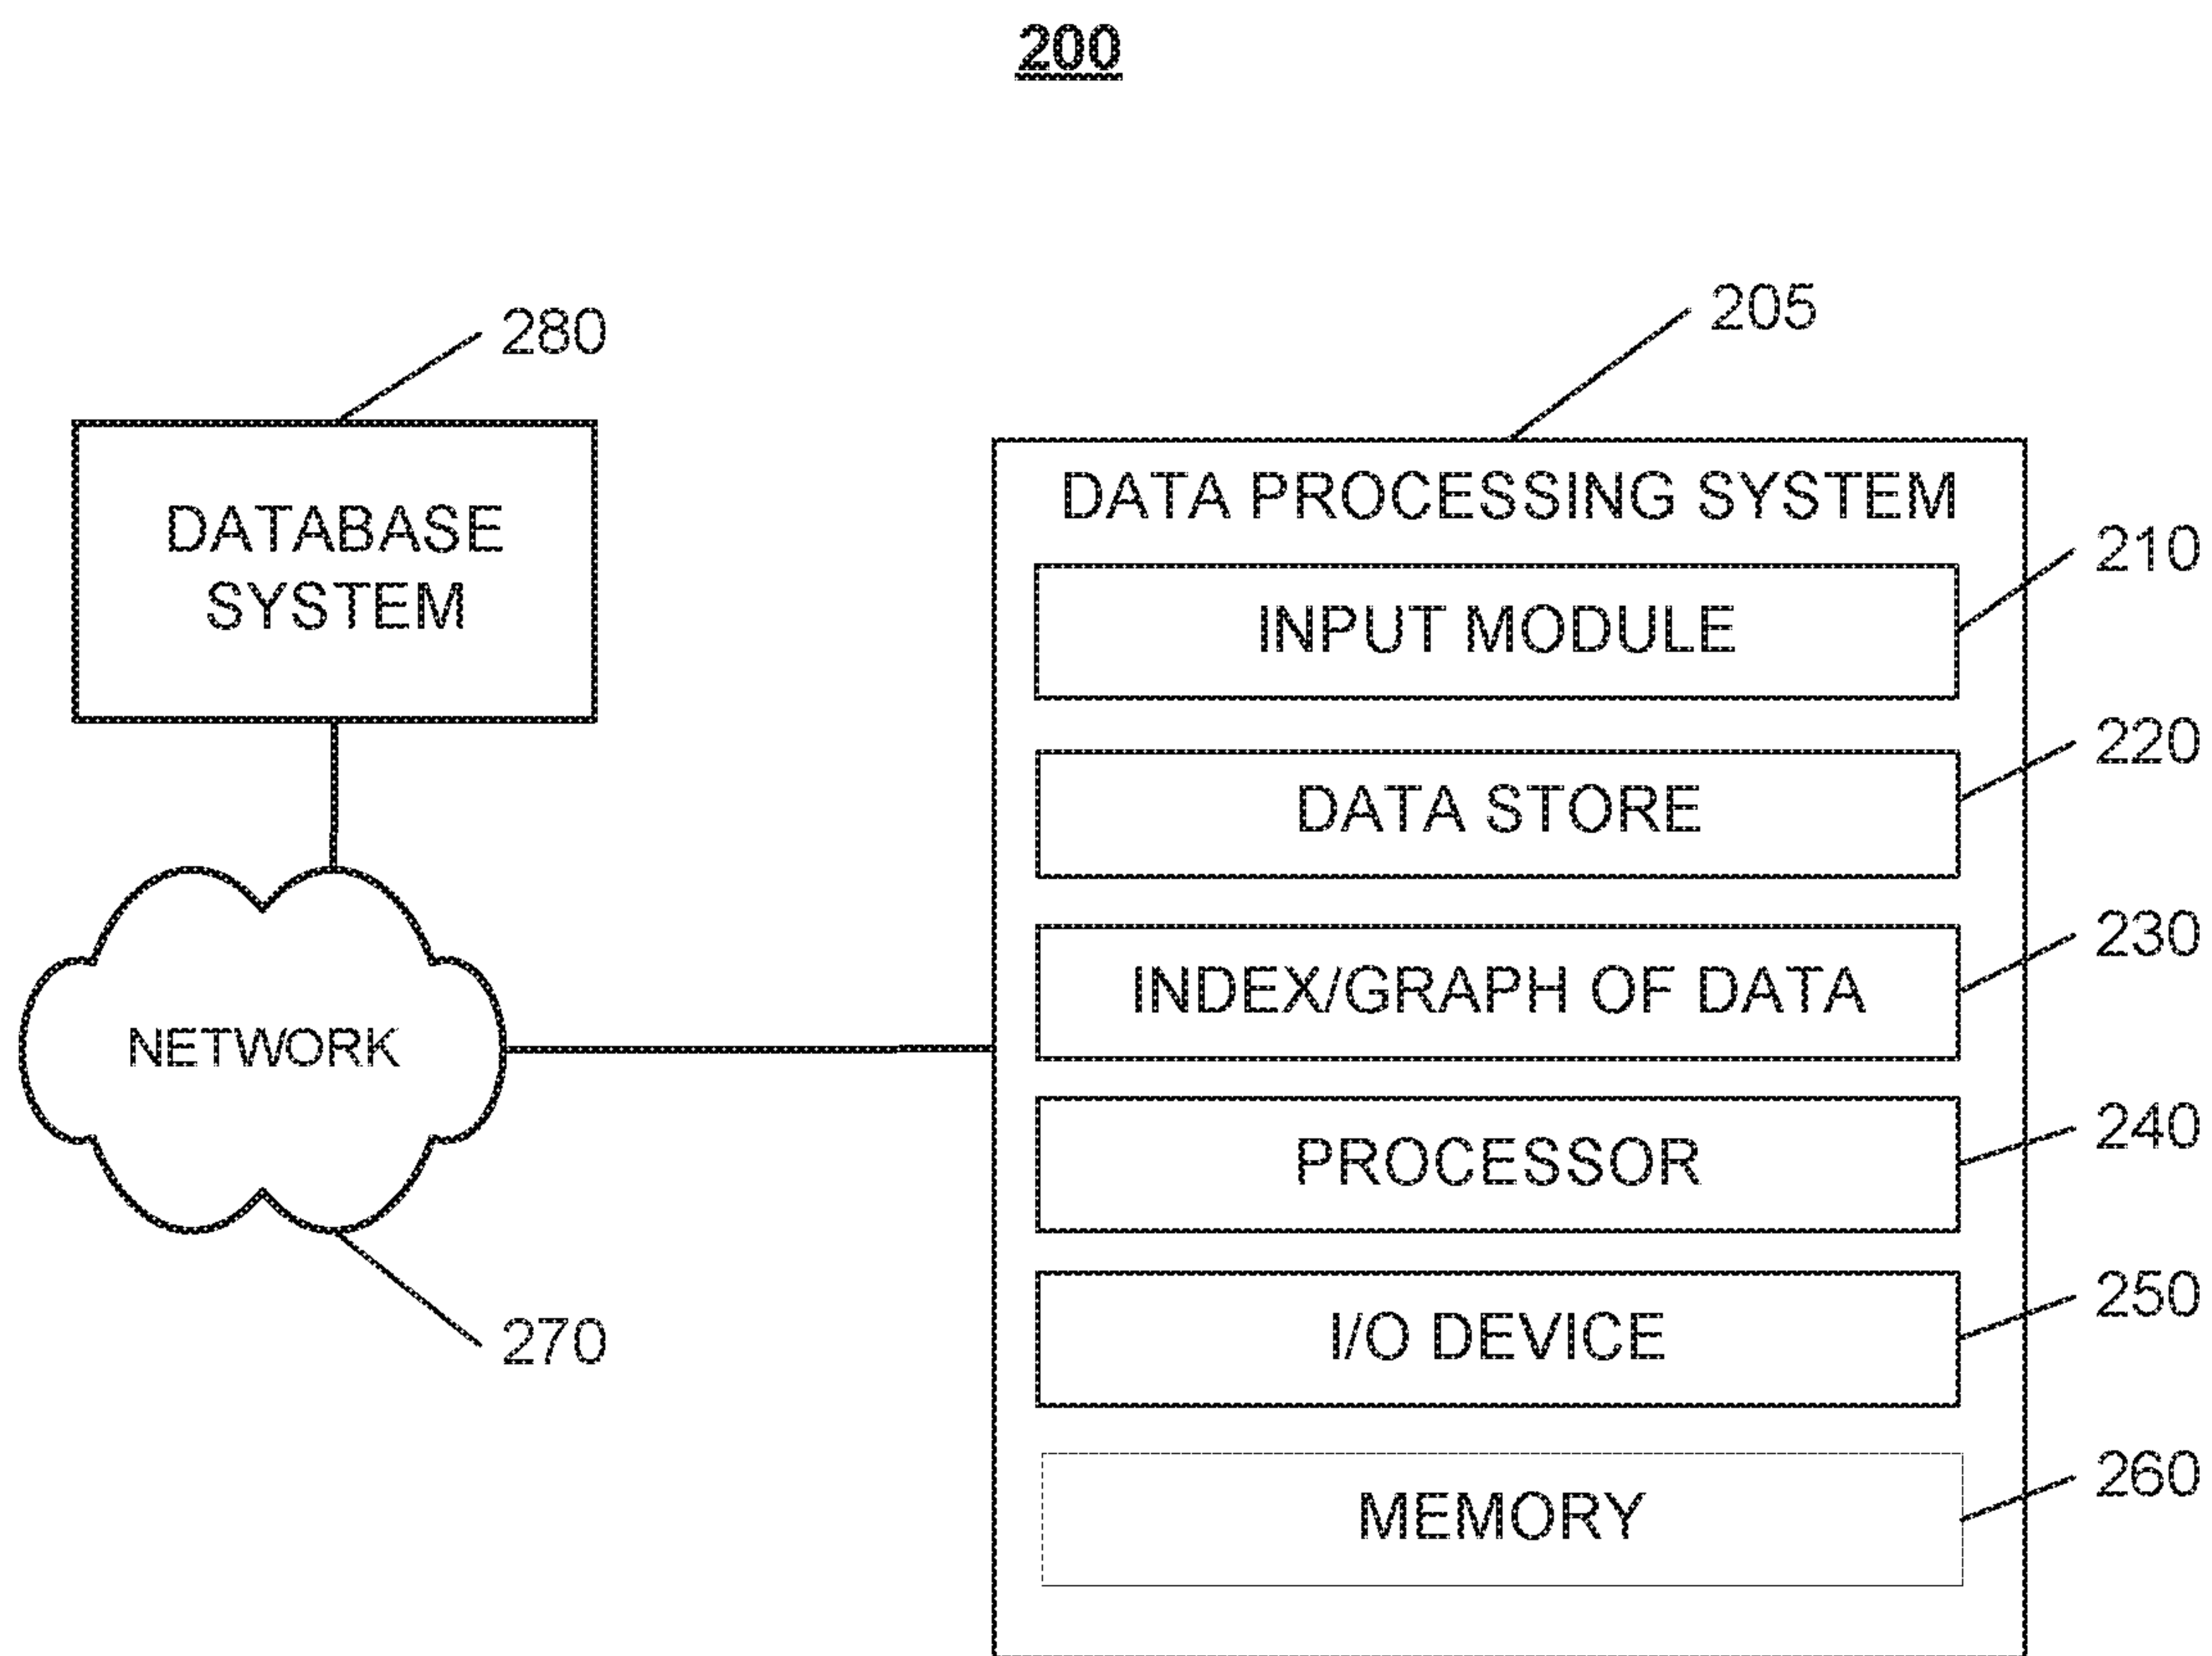 200
280
205
DATABASE
SYSTEM
DATA PROCESSING SYSTEM
210
INPUT MODULE
220
DATA STORE
230
INDEX/GRAPH OF DATA
NETWORK
240
PROCESSOR
250
I/O DEVICE
270
260
MEMORY